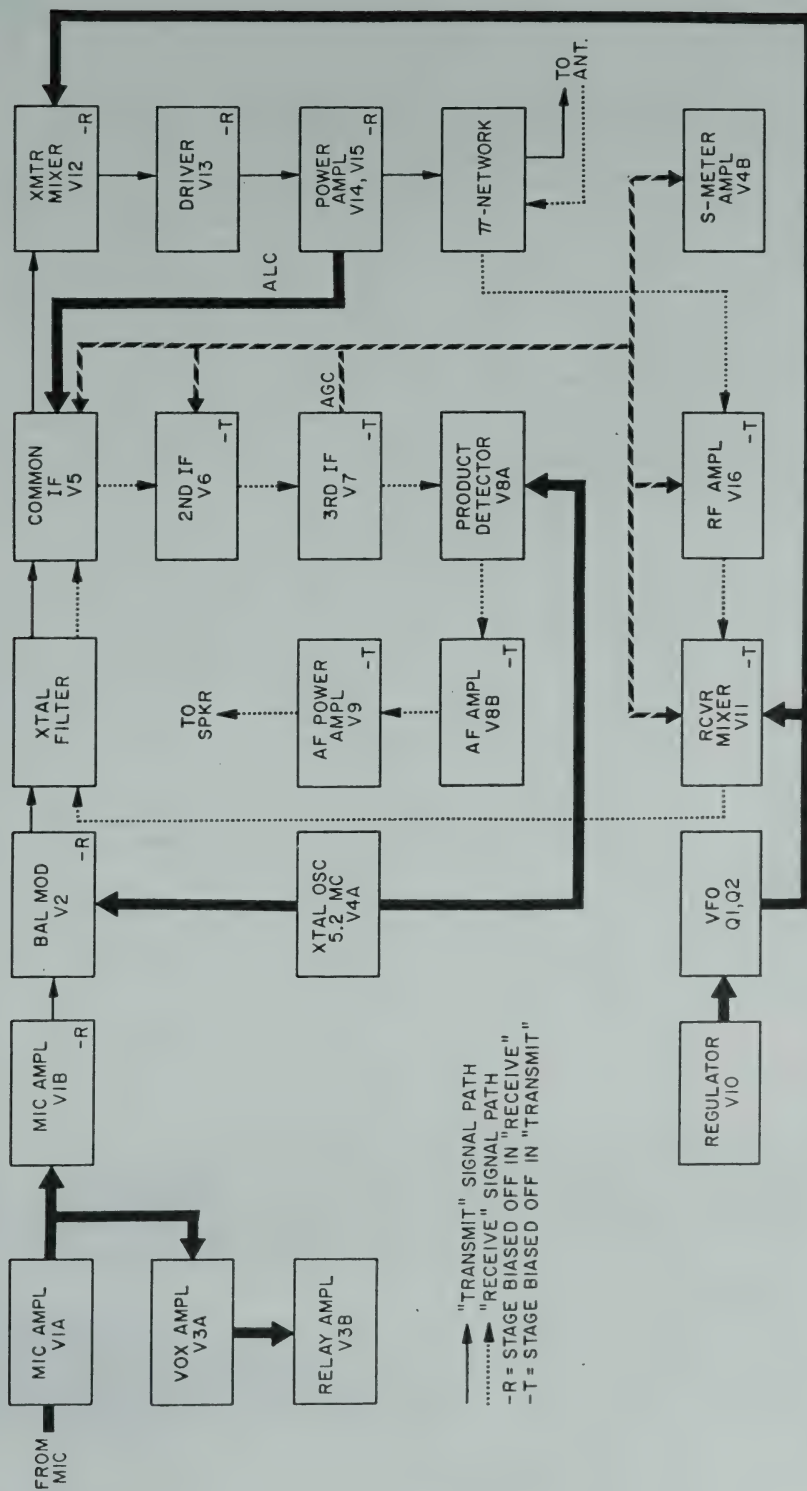 FROM
MIC
MIC AMPL
V1A
MIC AMPL
V1B
-R
BAL MOD
V2
-R
XTAL
FILTER
COMMON
IF
V5
XMTR
MIXER
V12
-R
VOX AMPL
V3A
RELAY AMPL
V3B
XTAL OSC
5.2 MC
V4A
TO
SPKR
AF POWER
AMPL
V9
-T
AF AMPL
V8B
-T
2ND IF
V6
-T
3RD IF
V7
-T
AGC
PRODUCT
DETECTOR
V8A
ALC
DRIVER
V13
-R
POWER
AMPL
V14, V15
-R
π-NETWORK
TO
ANT.
"TRANSMIT" SIGNAL PATH
"RECEIVE" SIGNAL PATH
-R = STAGE BIASED OFF IN "RECEIVE"
-T = STAGE BIASED OFF IN "TRANSMIT"
REGULATOR
V10
VFO
Q1,Q2
RCVR
MIXER
V11
-T
RF AMPL
V16
-T
S-METER
AMPL
V4B